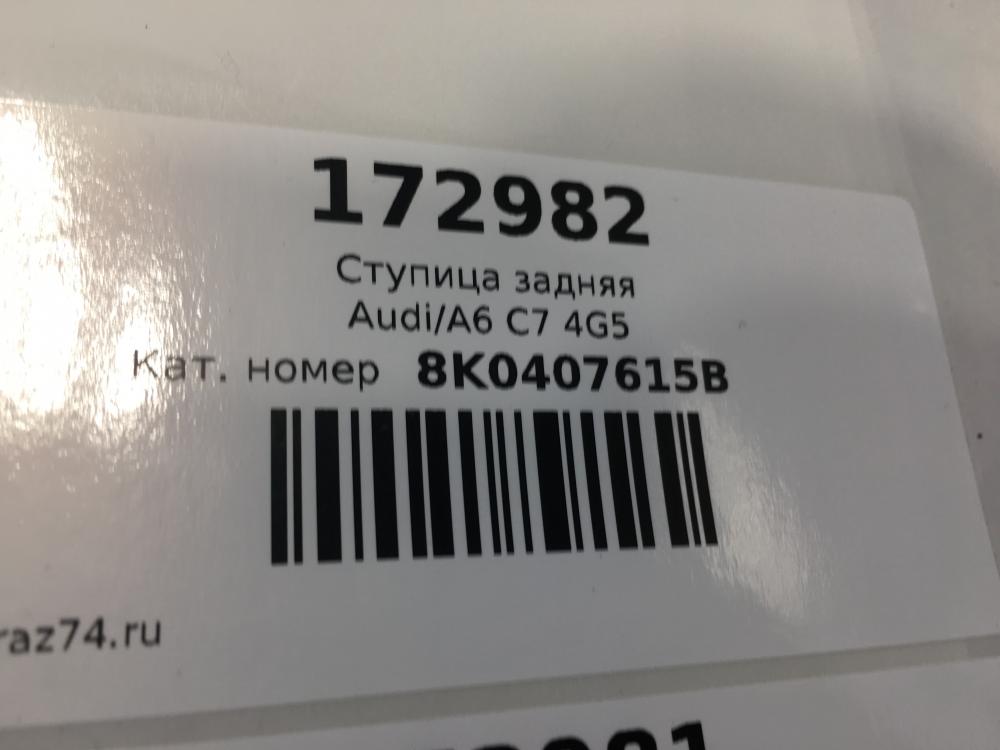 172982
Ступица задняя
Audi/A6 C7 4G5
Кат. номер 8K0407615B
raz74.ru